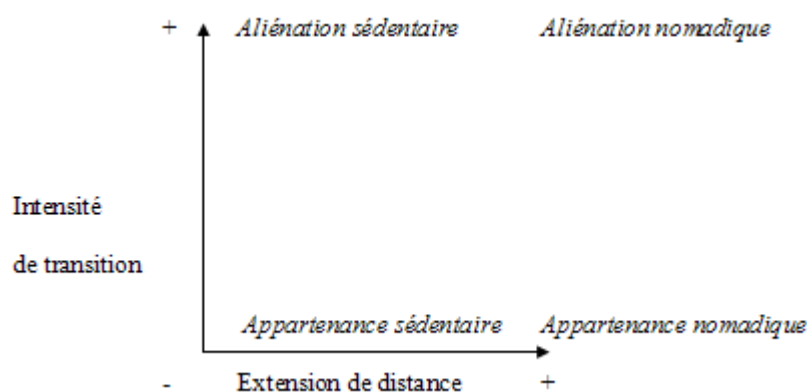 + Aliénation sédentaire Aliénation nomadique
Intensité
de transition
Appartenance sédentaire Appartenance nomadique
- Extension de distance +